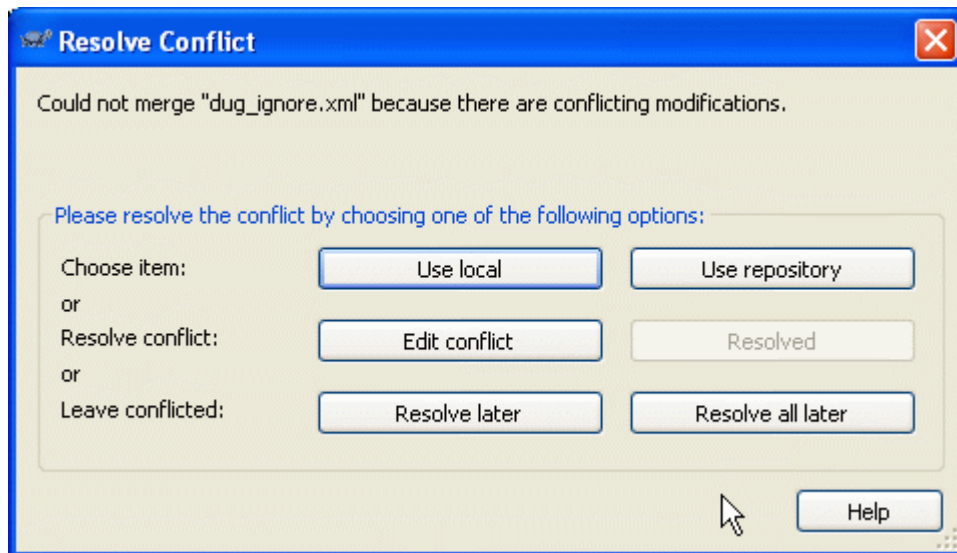 Resolve Conflict
Could not merge "dug_ignore.xml" because there are conflicting modifications.
Please resolve the conflict by choosing one of the following options:
Choose item: Use local Use repository
or
Resolve conflict: Edit conflict Resolved
or
Leave conflicted: Resolve later Resolve all later
Help